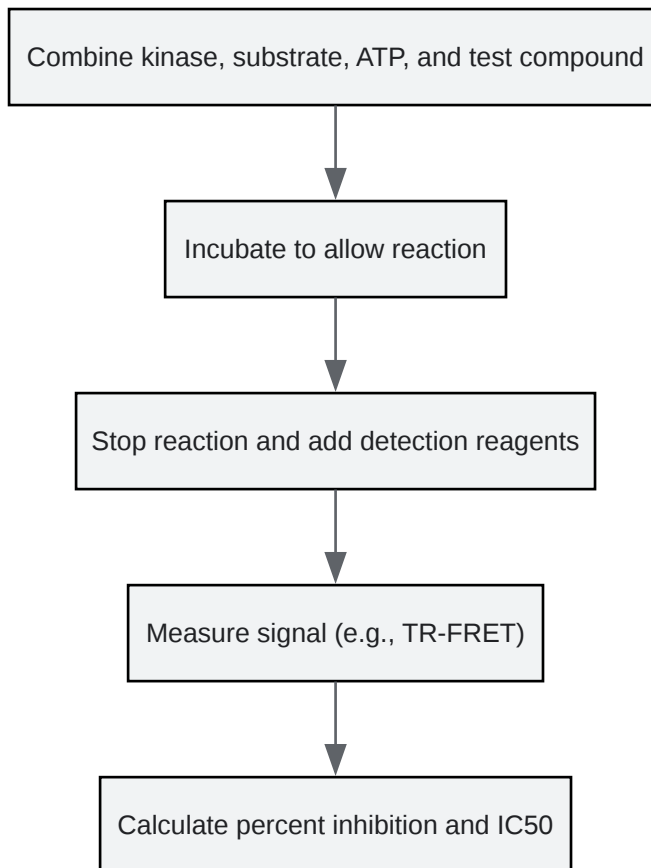 Combine kinase, substrate, ATP, and test compound
Incubate to allow reaction
Stop reaction and add detection reagents
Measure signal (e.g., TR-FRET)
Calculate percent inhibition and IC50